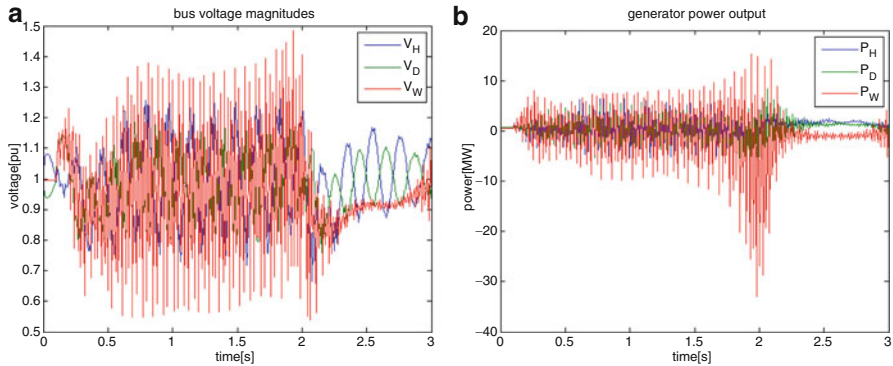 a
bus voltage magnitudes
1.5
1.4
1.3
1.2
1.1
1
0.9
0.8
0.7
0.6
0.5
voltage[pu]
V_H
V_D
V_W
0 0.5 1 1.5 2 2.5 3
time[s]
b
generator power output
20
10
0
−10
−20
−30
−40
power[MW]
P_H
P_D
P_W
0 0.5 1 1.5 2 2.5 3
time[s]